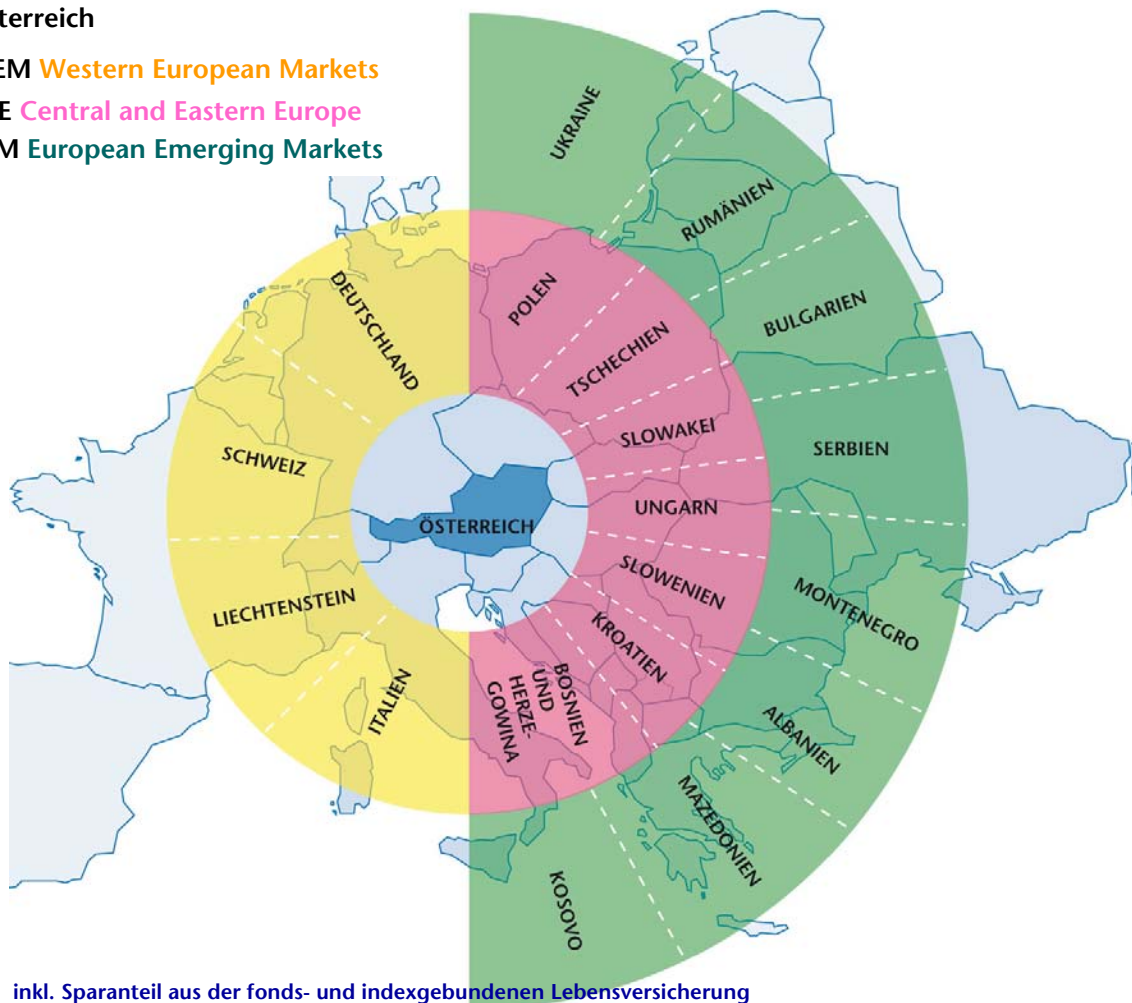 terreich
EM Western European Markets
E Central and Eastern Europe
M European Emerging Markets
UKRAINE
RUMÄNIEN
BULGARIEN
SERBIEN
MONTENEGRO
ALBANIEN
MAZEDONIEN
KOSOVO
POLEN
TSCHECHIEN
SLOWAKEI
UNGARN
SLOWENIEN
KROATIEN
BOSNIEN
UND
HERZE-
GOWINA
DEUTSCHLAND
SCHWEIZ
LIECHTENSTEIN
ITALIEN
ÖSTERREICH
inkl. Sparanteil aus der fonds- und indexgebundenen Lebensversicherung